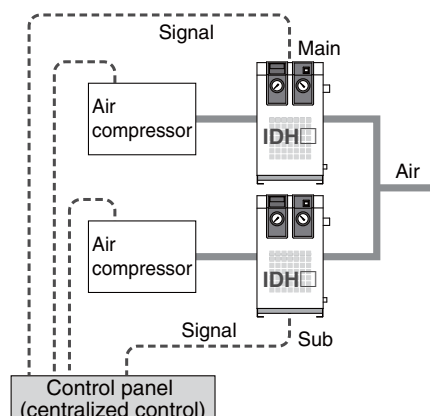 Signal
Main
Air
compressor
IDH□
Air
Air
compressor
IDH□
Signal
Sub
Control panel
(centralized control)